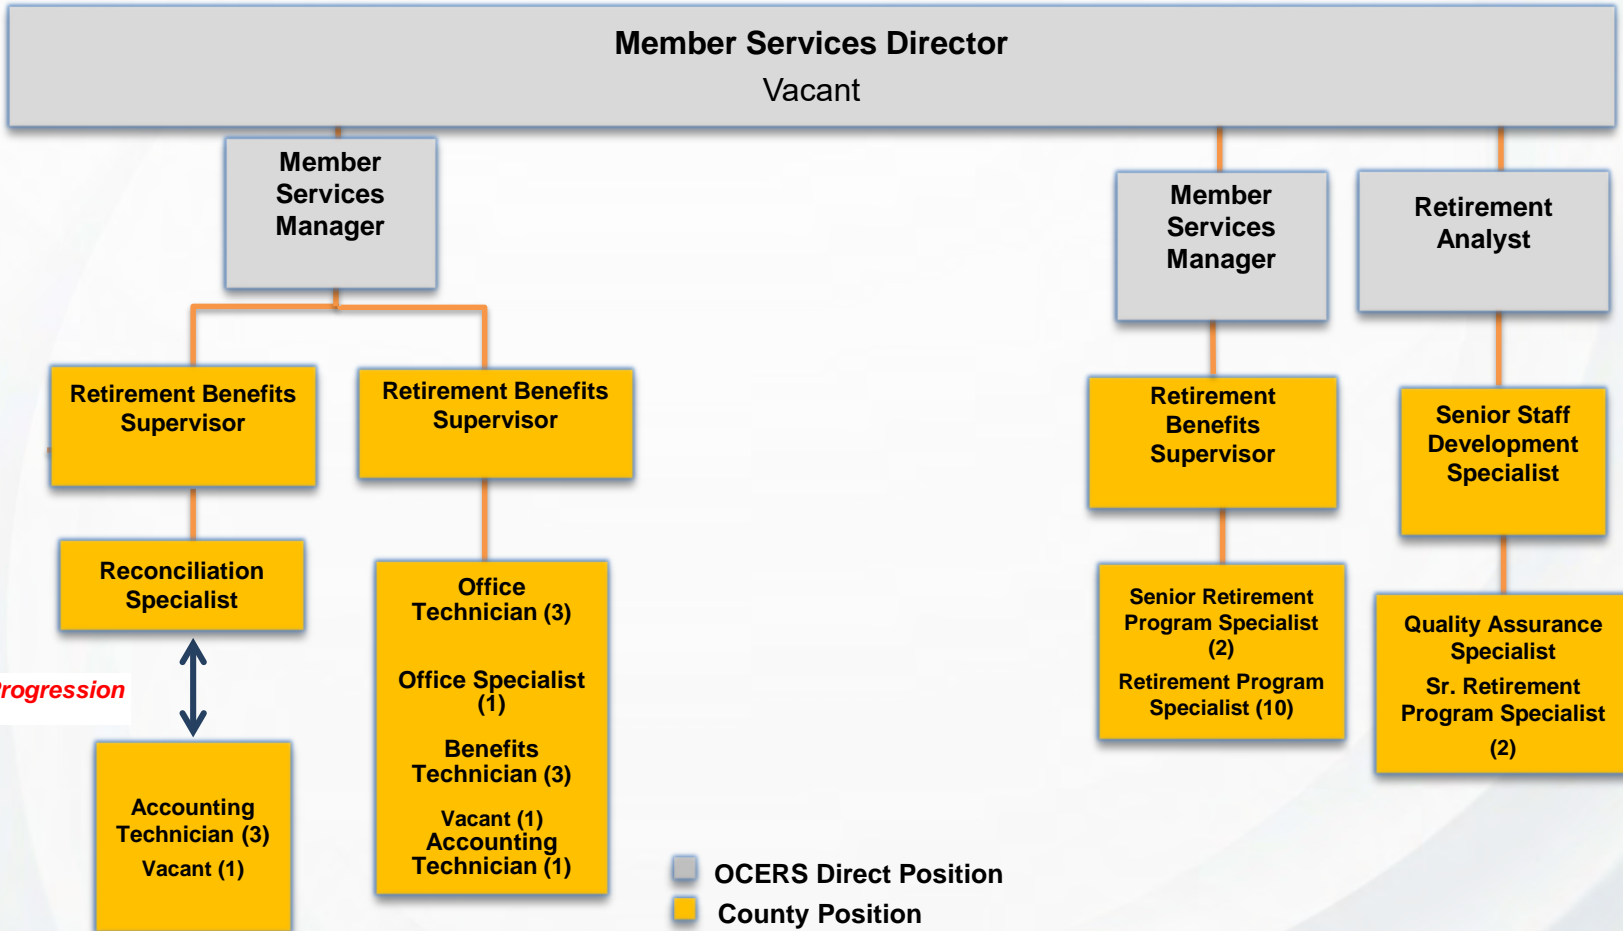 Member Services Director
Vacant
Member
Services
Manager
Member
Services
Manager
Retirement
Analyst
Retirement Benefits
Supervisor
Retirement Benefits
Supervisor
Retirement
Benefits
Supervisor
Senior Staff
Development
Specialist
Reconciliation
Specialist
Progression
Accounting
Technician (3)
Vacant (1)
Office
Technician (3)
Office Specialist
(1)
Benefits
Technician (3)
Vacant (1)
Accounting
Technician (1)
Senior Retirement
Program Specialist
(2)
Retirement Program
Specialist (10)
Quality Assurance
Specialist
Sr. Retirement
Program Specialist
(2)
OCERS Direct Position
County Position